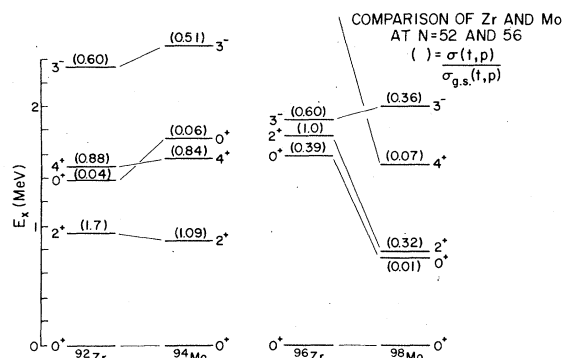 COMPARISON OF Zr AND Mo
AT N=52 AND 56
( ) = σ(t,p)
σg.s.(t,p)
3⁻ (0.60)
(0.51) 3⁻
2
(0.06) 0⁺
4⁺ (0.88)
(0.84) 4⁺
0⁺ (0.04)
Eₓ (MeV)
1
2⁺ (1.7)
(1.09) 2⁺
0
0⁺
⁹²Zr
⁹⁴Mo
0⁺
3⁻ (0.60)
(0.36) 3⁻
2⁺ (1.0)
0⁺ (0.39)
(0.07) 4⁺
(0.32) 2⁺
(0.01) 0⁺
0⁺
⁹⁶Zr
⁹⁸Mo
0⁺